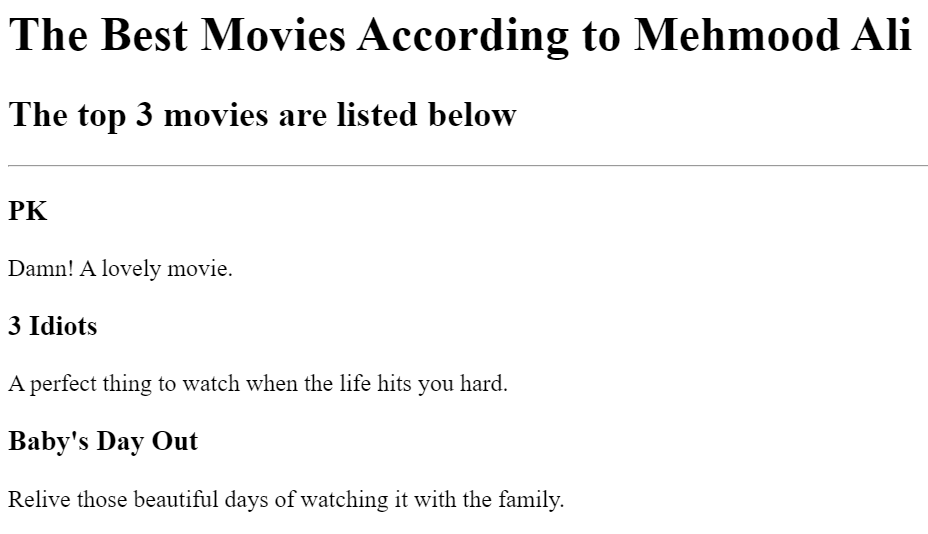 The Best Movies According to Mehmood Ali
The top 3 movies are listed below
PK
Damn! A lovely movie.
3 Idiots
A perfect thing to watch when the life hits you hard.
Baby's Day Out
Relive those beautiful days of watching it with the family.